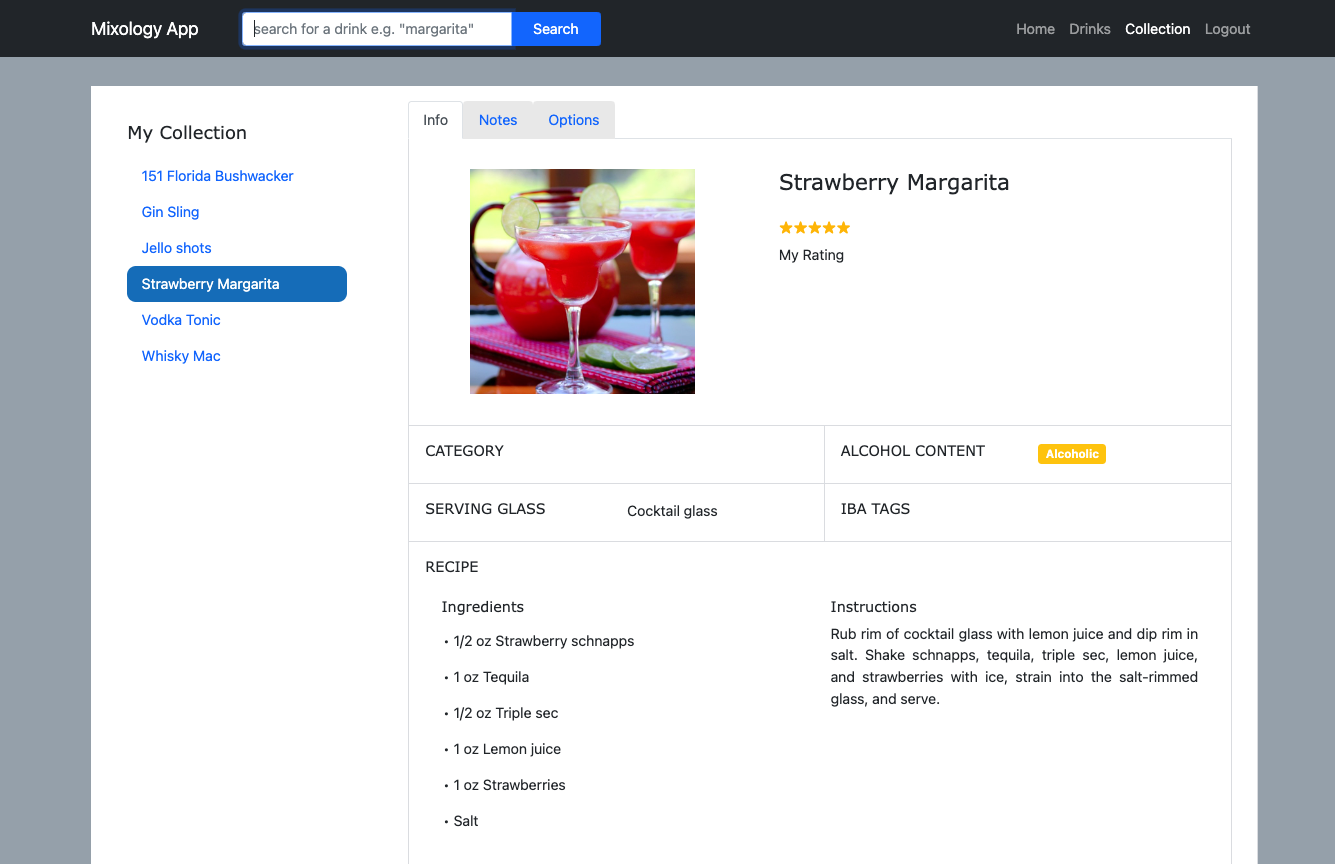 Mixology App
search for a drink e.g. "margarita"
Search
Home
Drinks
Collection
Logout
My Collection
151 Florida Bushwacker
Gin Sling
Jello shots
Strawberry Margarita
Vodka Tonic
Whisky Mac
Info
Notes
Options
Strawberry Margarita
My Rating
CATEGORY
ALCOHOL CONTENT
Alcoholic
SERVING GLASS
Cocktail glass
IBA TAGS
RECIPE
Ingredients
• 1/2 oz Strawberry schnapps
• 1 oz Tequila
• 1/2 oz Triple sec
• 1 oz Lemon juice
• 1 oz Strawberries
• Salt
Instructions
Rub rim of cocktail glass with lemon juice and dip rim in
salt. Shake schnapps, tequila, triple sec, lemon juice,
and strawberries with ice, strain into the salt-rimmed
glass, and serve.